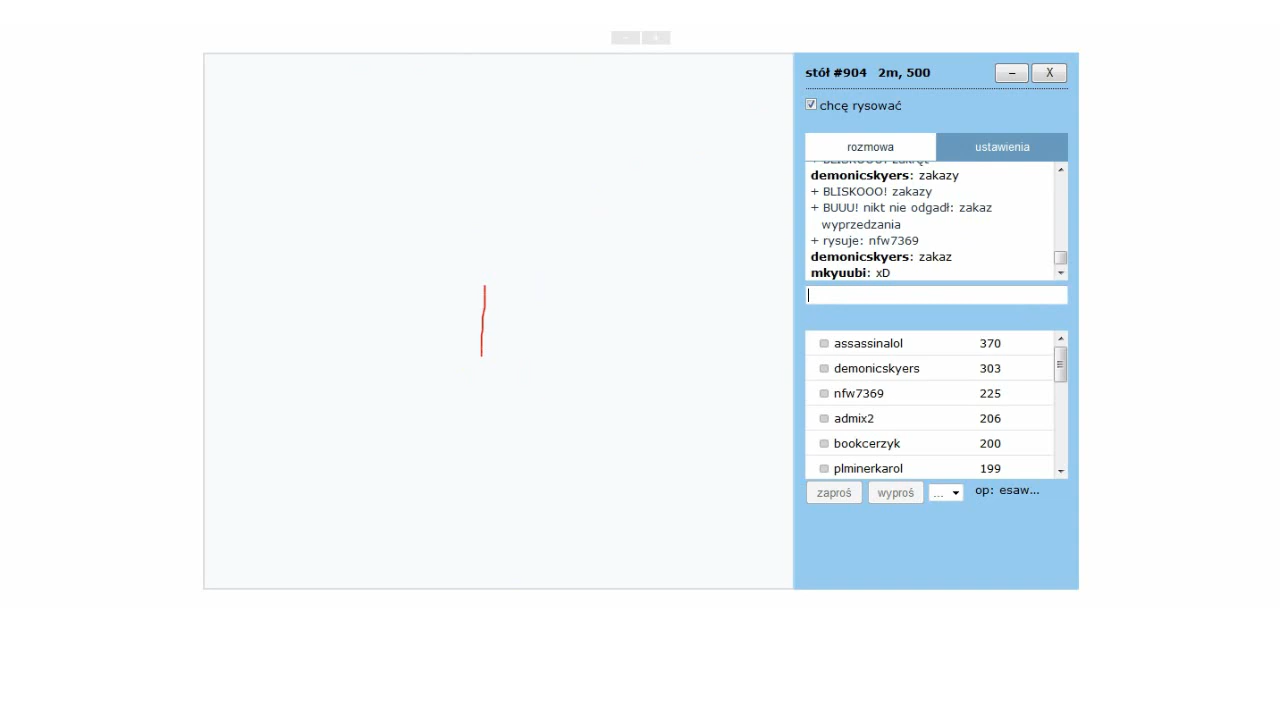 stół #904 2m, 500
– X
chcę rysować
rozmowa ustawienia
+ BLISKOOO! zakręt
demonicskyers: zakazy
+ BLISKOOO! zakazy
+ BUUU! nikt nie odgadł: zakaz
wyprzedzania
+ rysuje: nfw7369
demonicskyers: zakaz
mkyuubi: xD
assassinalol 370
demonicskyers 303
nfw7369 225
admix2 206
bookcerzyk 200
plminerkarol 199
zaproś wyproś ... op: esaw...